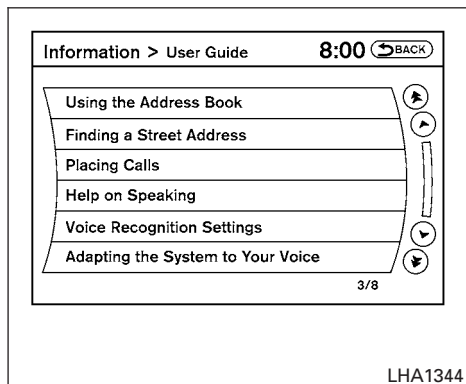 Information > User Guide 8:00 BACK
Using the Address Book
Finding a Street Address
Placing Calls
Help on Speaking
Voice Recognition Settings
Adapting the System to Your Voice
3/8
LHA1344